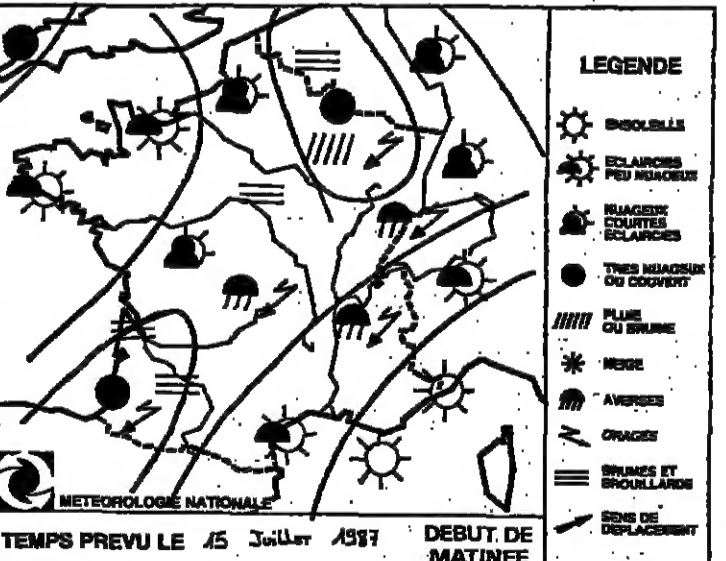 LEGENDE
ENSOLEILLE
ECLAIRCIES
PEU NUAGEUX
NUAGEUX
COURTES
ECLAIRCIES
TRES NUAGEUX
OU COUVERT
PLUIE
OU BRUINE
NEIGE
AVERSES
ORAGES
BRUMES ET
BROUILLARDS
SENS DE
DEPLACEMENT
METEOROLOGIE NATIONALE
TEMPS PREVU LE 15 Juillet 1987 DEBUT DE
MATINEE